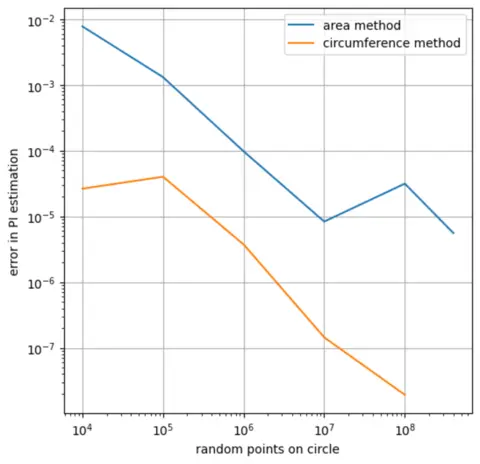 area method
circumference method
10⁻²
10⁻³
10⁻⁴
10⁻⁵
10⁻⁶
10⁻⁷
error in PI estimation
10⁴ 10⁵ 10⁶ 10⁷ 10⁸
random points on circle